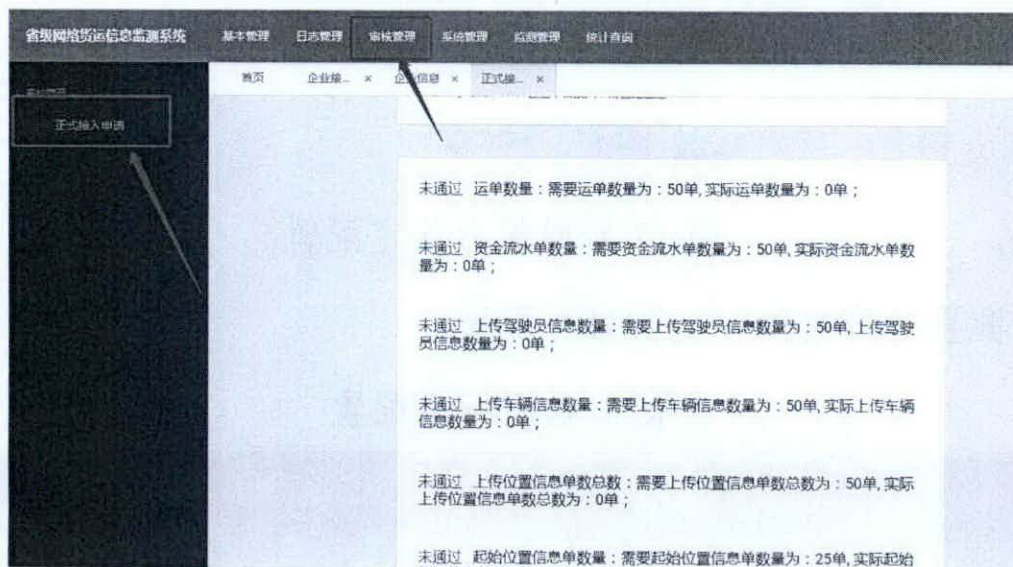 省级网络货运信息监测系统 基本管理 日志管理 审核管理 系统管理 监测管理 统计查询
首页 企业接... × 企业信息 × 正式接... ×
正式接入申请
未通过 运单数量：需要运单数量为：50单,实际运单数量为：0单；
未通过 资金流水单数量：需要资金流水单数量为：50单,实际资金流水单数
量为：0单；
未通过 上传驾驶员信息数量：需要上传驾驶员信息数量为：50单,上传驾驶
员信息数量为：0单；
未通过 上传车辆信息数量：需要上传车辆信息数量为：50单,实际上传车辆
信息数量为：0单；
未通过 上传位置信息单数总数：需要上传位置信息单数总数为：50单,实际
上传位置信息单数总数为：0单；
未通过 起始位置信息单数量：需要起始位置信息单数量为：25单,实际起始